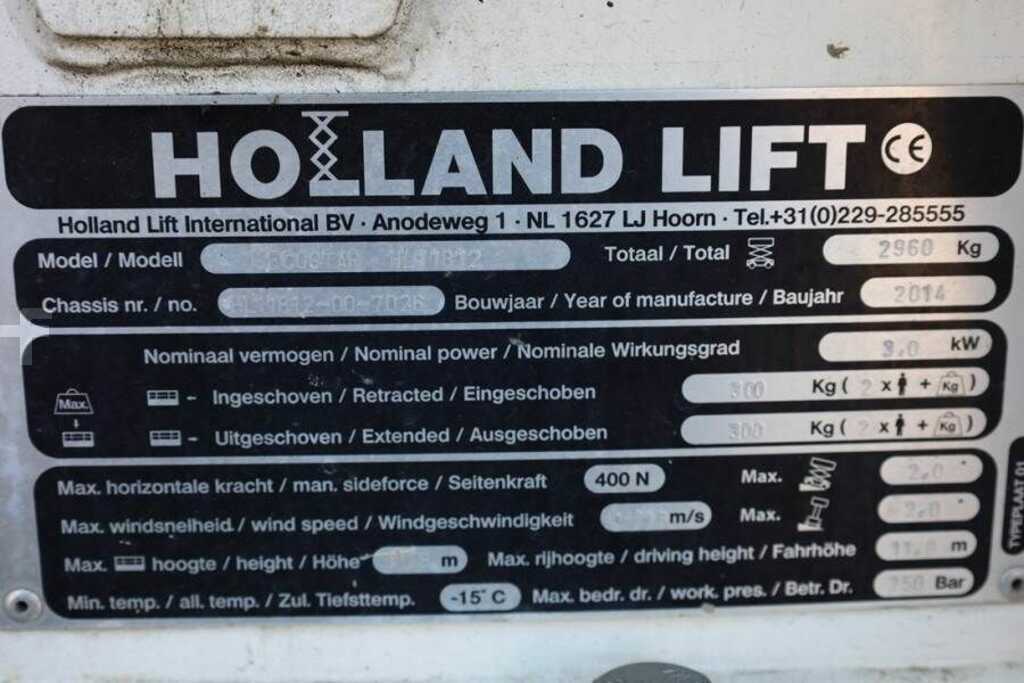 HOLLAND LIFT CE
Holland Lift International BV · Anodeweg 1 · NL 1627 LJ Hoorn · Tel.+31(0)229-285555
Model / Modell Totaal / Total 2960 Kg
Chassis nr. / no. Bouwjaar / Year of manufacture / Baujahr 2014
Nominaal vermogen / Nominal power / Nominale Wirkungsgrad 3.0 kW
Max. - Ingeschoven / Retracted / Eingeschoben 300 Kg ( 2 x + Kg )
- Uitgeschoven / Extended / Ausgeschoben 300 Kg ( 2 x + Kg )
Max. horizontale kracht / man. sideforce / Seitenkraft 400 N Max. 2.0
Max. windsnelheid / wind speed / Windgeschwindigkeit m/s Max. 2.0
Max. hoogte / height / Höhe m Max. rijhoogte / driving height / Fahrhöhe m
Min. temp. / all. temp. / Zul. Tiefsttemp. -15°C Max. bedr. dr. / work. pres. / Betr. Dr. Bar
TYPEPLAAT 01